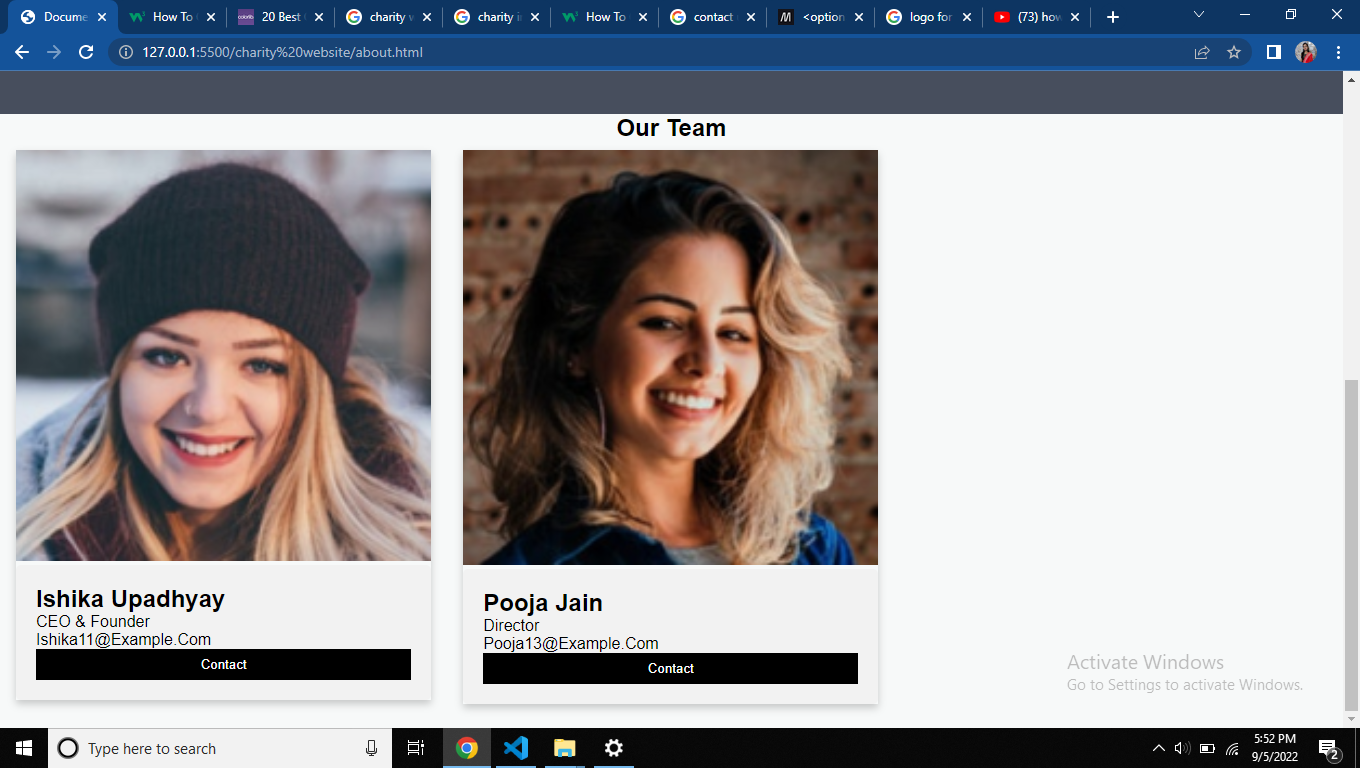 Docume
How To
20 Best
charity w
charity i
How To
contact
<option
logo for
(73) how
127.0.0.1:5500/charity%20website/about.html
Our Team
Ishika Upadhyay
CEO & Founder
Ishika11@Example.Com
Contact
Pooja Jain
Director
Pooja13@Example.Com
Contact
Activate Windows
Go to Settings to activate Windows.
Type here to search
5:52 PM
9/5/2022
2